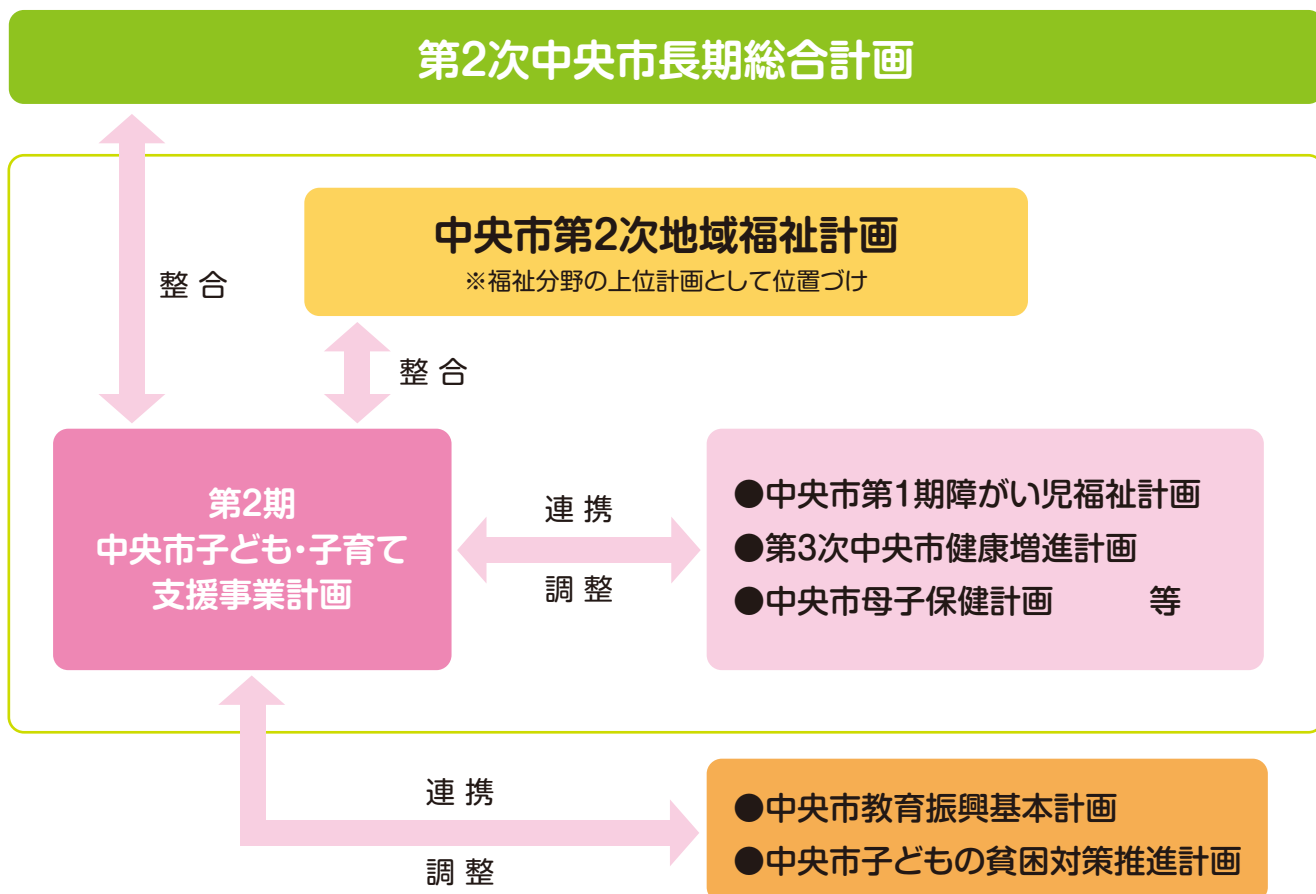 第2次中央市長期総合計画
整 合
中央市第2次地域福祉計画
※福祉分野の上位計画として位置づけ
整 合
第2期
中央市子ども・子育て
支援事業計画
連 携
調 整
●中央市第1期障がい児福祉計画
●第3次中央市健康増進計画
●中央市母子保健計画　　　等
連 携
調 整
●中央市教育振興基本計画
●中央市子どもの貧困対策推進計画